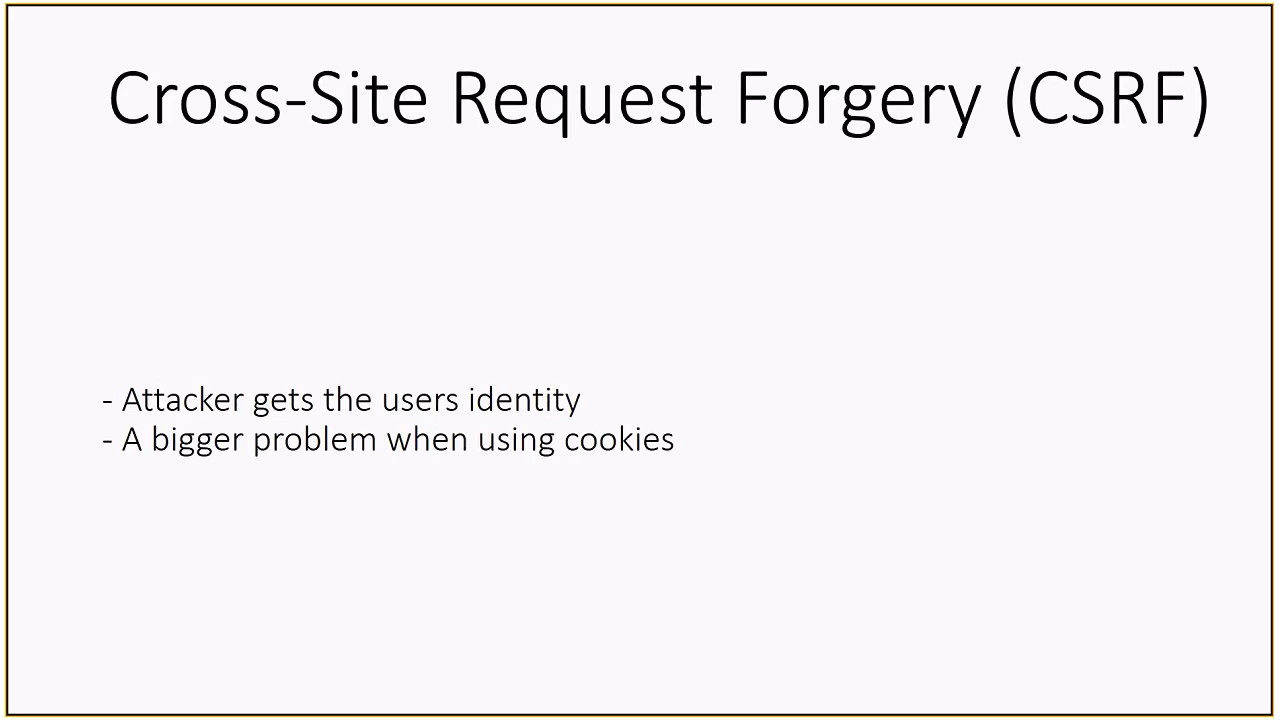 Cross-Site Request Forgery (CSRF)
- Attacker gets the users identity
- A bigger problem when using cookies